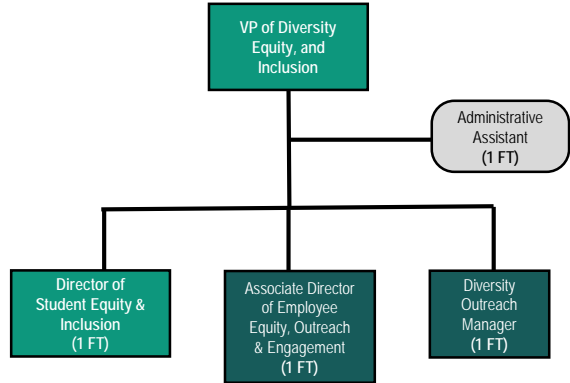 VP of Diversity
Equity, and
Inclusion
Administrative
Assistant
(1 FT)
Director of
Student Equity &
Inclusion
(1 FT)
Associate Director
of Employee
Equity, Outreach
& Engagement
(1 FT)
Diversity
Outreach
Manager
(1 FT)